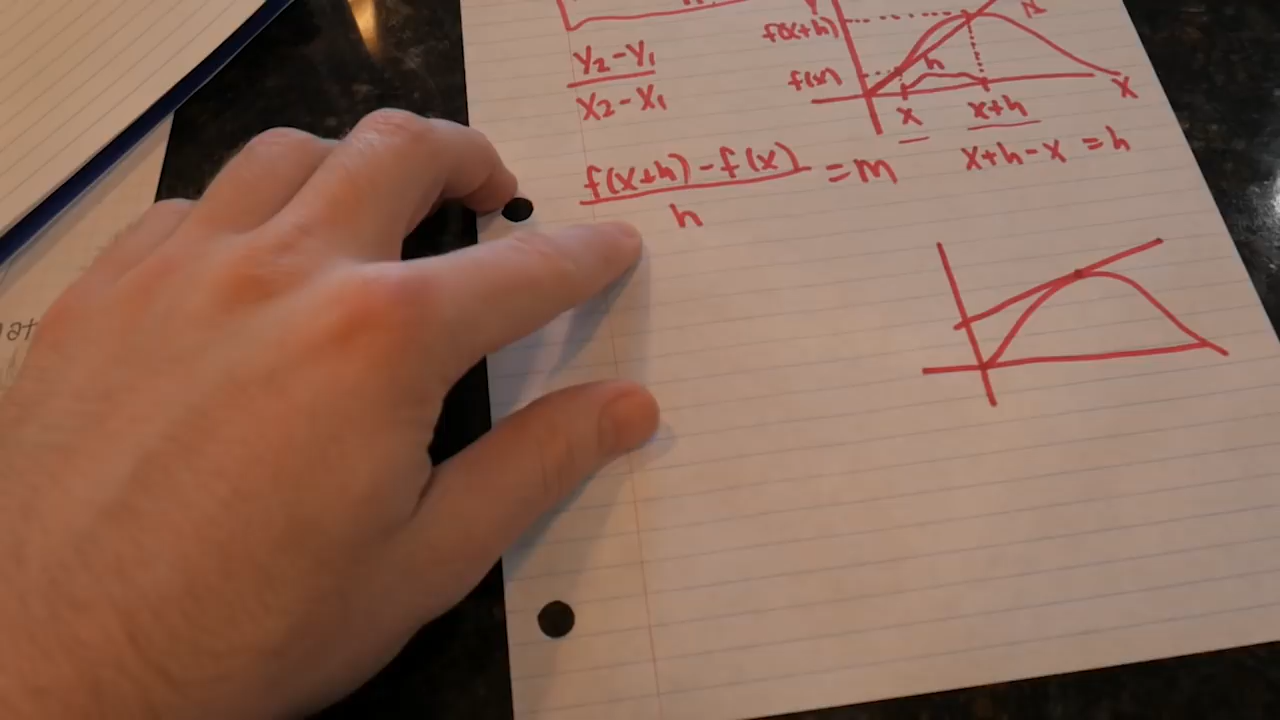 y₂-y₁
x₂-x₁
f(x+h)
f(x)
h
x
x+h
x
f(x+h)-f(x) = m
h
x+h-x = h